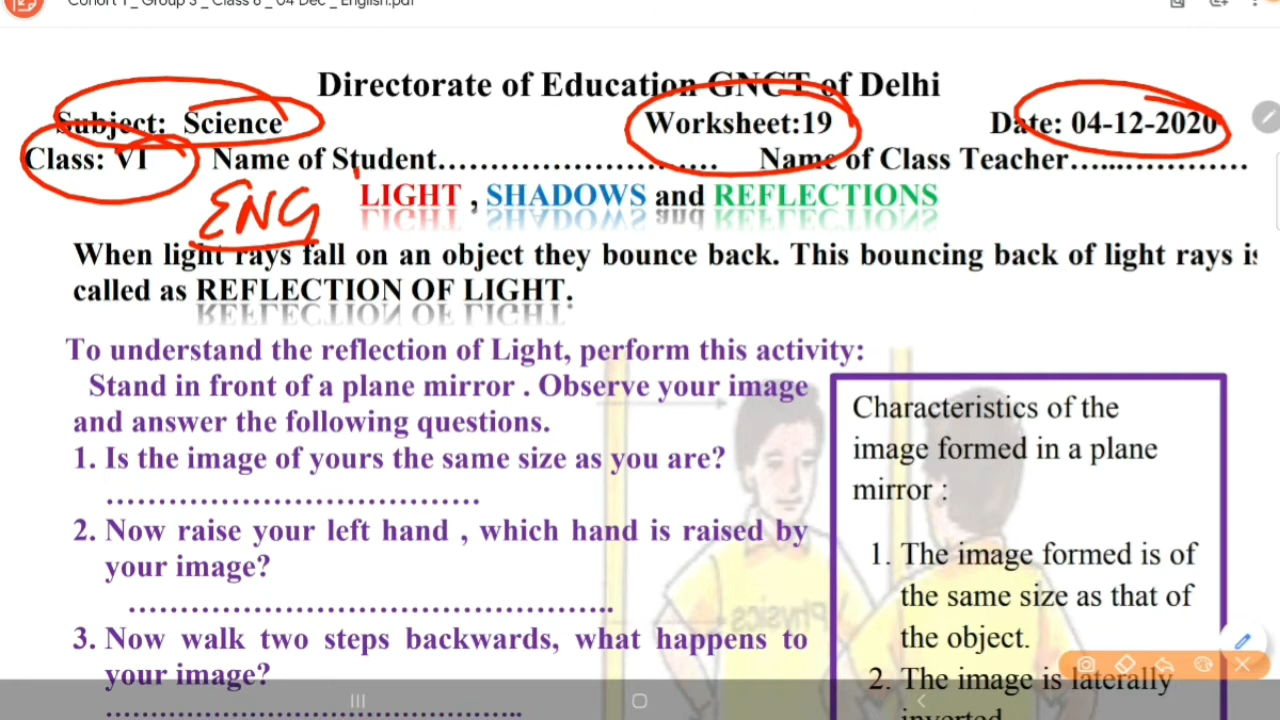 Cohort 1 _ Group 3 _ Class 6 _ 04 Dec _ English.pdf
Directorate of Education GNCT of Delhi
Subject: Science Worksheet:19 Date: 04-12-2020
Class: VI Name of Student………………………. Name of Class Teacher…..………….
ENG
LIGHT , SHADOWS and REFLECTIONS
When light rays fall on an object they bounce back. This bouncing back of light rays is
called as REFLECTION OF LIGHT.
To understand the reflection of Light, perform this activity:
Stand in front of a plane mirror . Observe your image
and answer the following questions.
1. Is the image of yours the same size as you are?
………………………………
2. Now raise your left hand , which hand is raised by
your image?
………………………………………..
3. Now walk two steps backwards, what happens to
your image?
…………………………………..
Characteristics of the
image formed in a plane
mirror :
1. The image formed is of
the same size as that of
the object.
2. The image is laterally
inverted
Physics